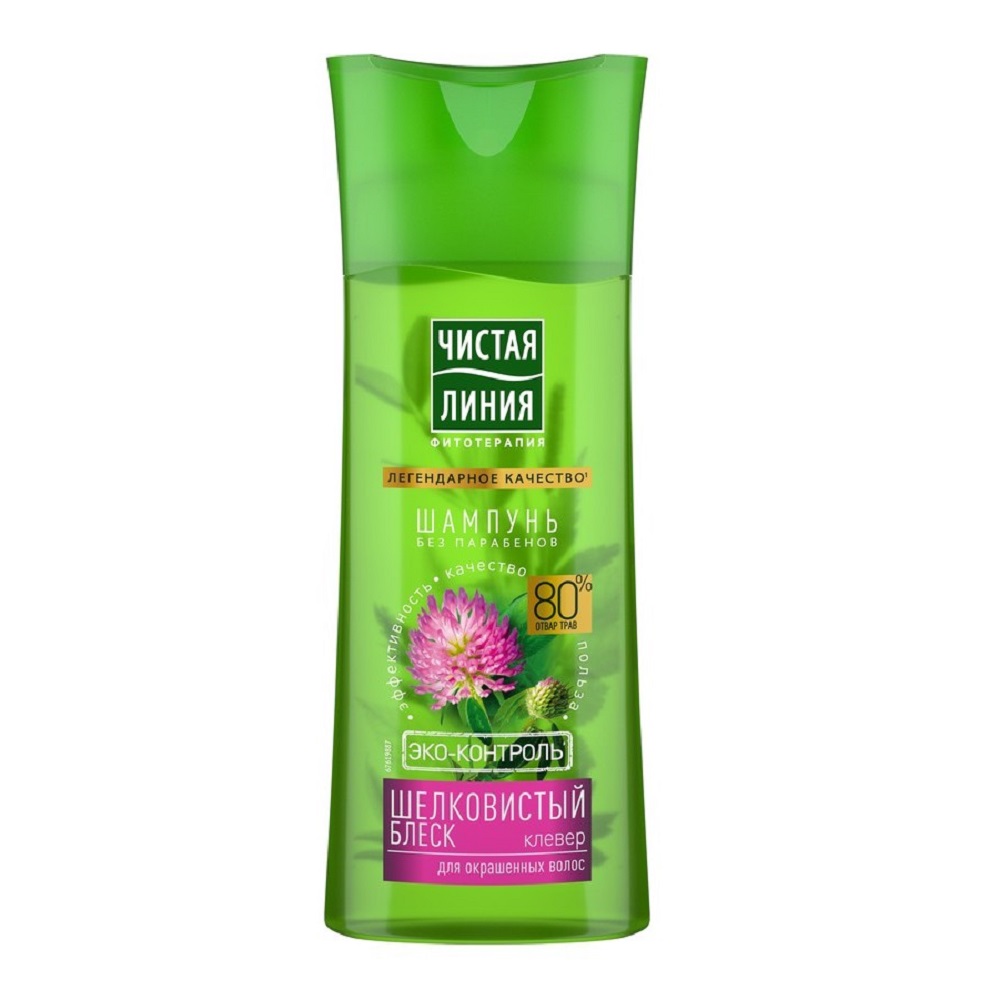 ЧИСТАЯ
ЛИНИЯ
ФИТОТЕРАПИЯ
ЛЕГЕНДАРНОЕ КАЧЕСТВО¹
ШАМПУНЬ
БЕЗ ПАРАБЕНОВ
• эффективность • качество
польза •
80%
ОТВАР ТРАВ
ЭКО-КОНТРОЛЬ
ШЕЛКОВИСТЫЙ
БЛЕСК клевер
для окрашенных волос